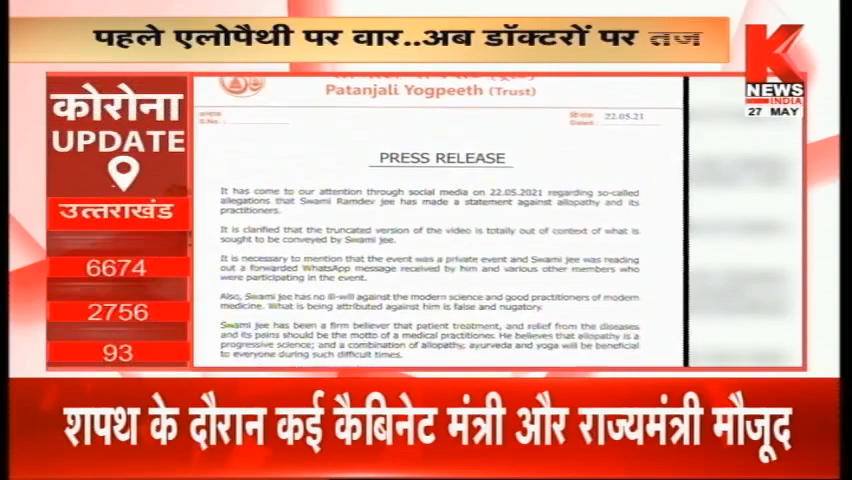 पहले एलोपैथी पर वार..अब डॉक्टरों पर तंज
K
NEWS
INDIA
27 MAY
कोरोना
UPDATE
उत्तराखंड
6674
2756
93
Patanjali Yogpeeth (Trust)
S.No. :
दिनांक
Dated : 22.05.21
PRESS RELEASE
It has come to our attention through social media on 22.05.2021 regarding so-called
allegations that Swami Ramdev jee has made a statement against allopathy and its
practitioners.
It is clarified that the truncated version of the video is totally out of context of what is
sought to be conveyed by Swami jee.
It is necessary to mention that the event was a private event and Swami jee was reading
out a forwarded WhatsApp message received by him and various other members who
were participating in the event.
Also, Swami jee has no ill-will against the modern science and good practitioners of modern
medicine. What is being attributed against him is false and nugatory.
Swami jee has been a firm believer that patient treatment, and relief from the diseases
and its pains should be the motto of a medical practitioner. He believes that allopathy is a
progressive science; and a combination of allopathy, ayurveda and yoga will be beneficial
to everyone during such difficult times.
शपथ के दौरान कई कैबिनेट मंत्री और राज्यमंत्री मौजूद